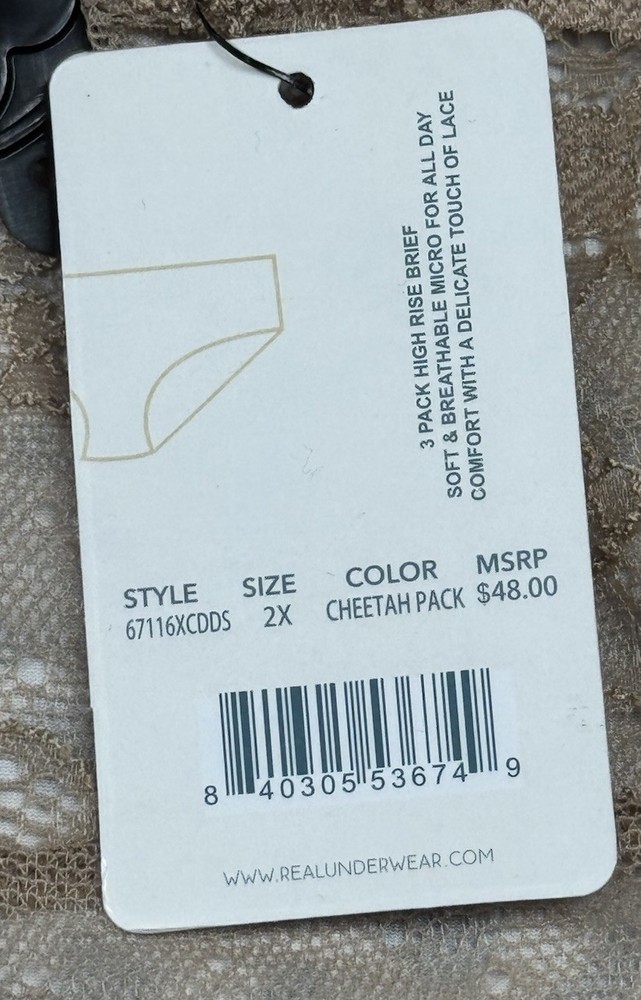 3 PACK HIGH RISE BRIEF
SOFT & BREATHABLE MICRO FOR ALL DAY
COMFORT WITH A DELICATE TOUCH OF LACE
STYLE SIZE COLOR MSRP
67116XCDDS 2X CHEETAH PACK $48.00
8 40305 53674 9
WWW.REALUNDERWEAR.COM